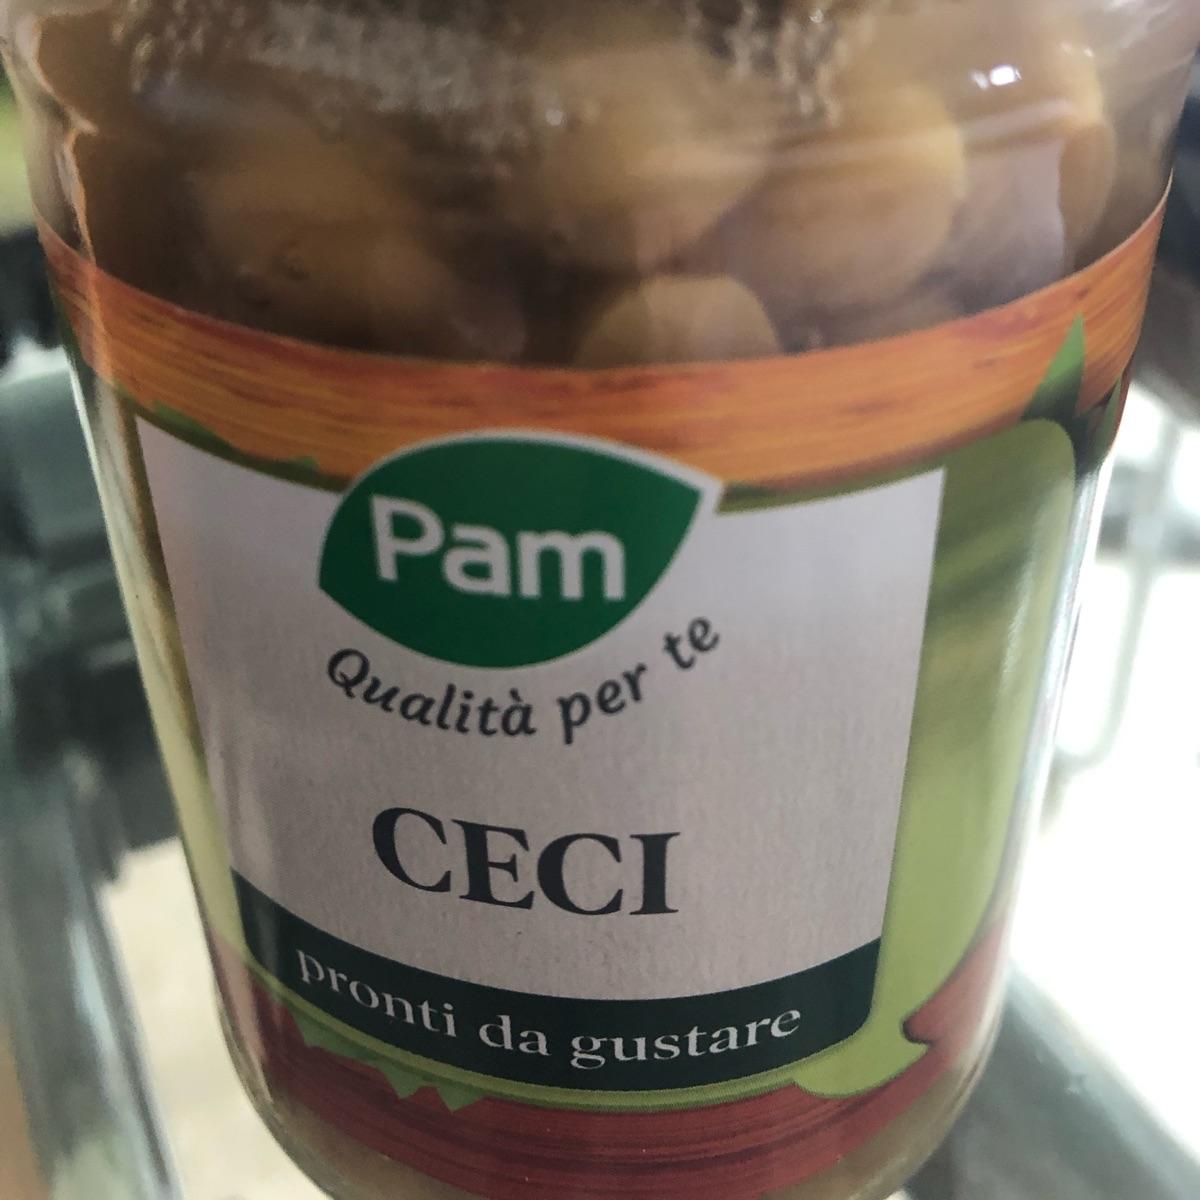 Pam
Qualità per te
CECI
pronti da gustare